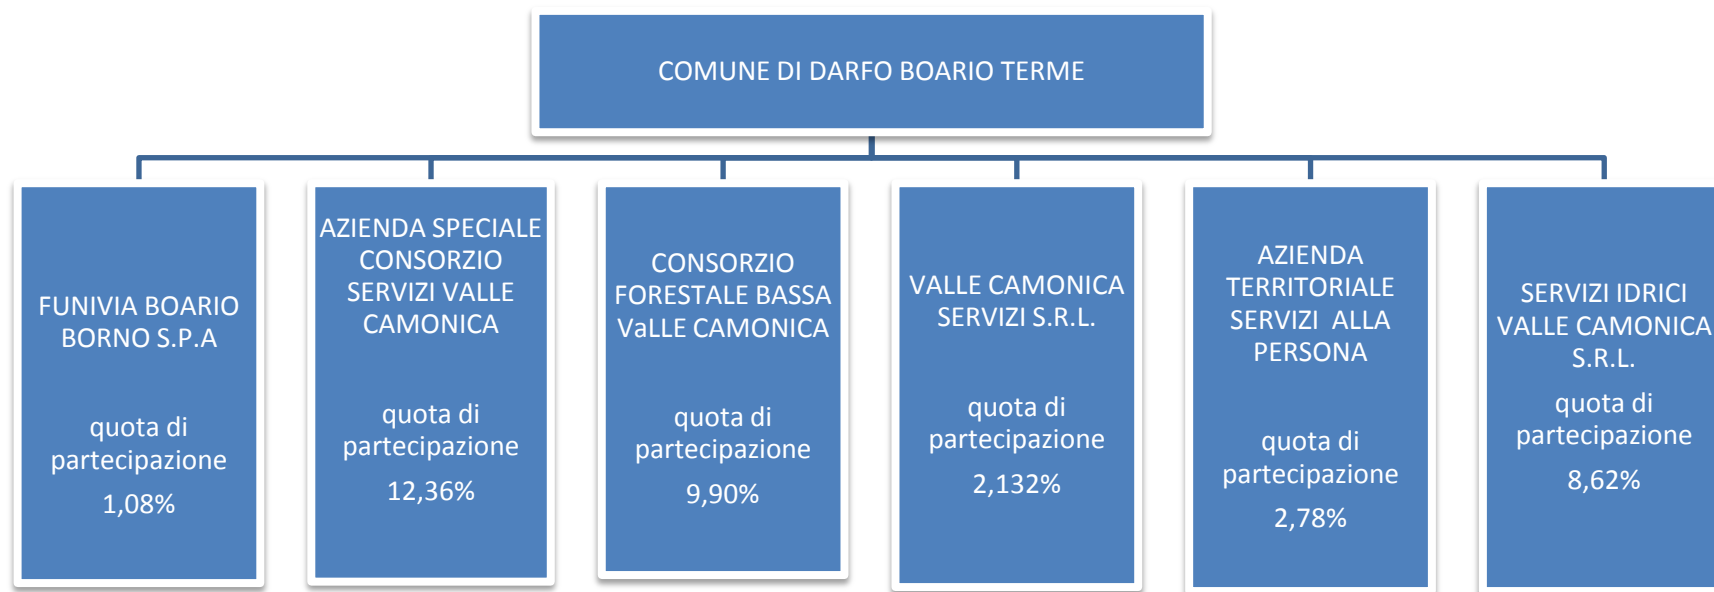 COMUNE DI DARFO BOARIO TERME
FUNIVIA BOARIO
BORNO S.P.A
quota di
partecipazione
1,08%
AZIENDA SPECIALE
CONSORZIO
SERVIZI VALLE
CAMONICA
quota di
partecipazione
12,36%
CONSORZIO
FORESTALE BASSA
VaLLE CAMONICA
quota di
partecipazione
9,90%
VALLE CAMONICA
SERVIZI S.R.L.
quota di
partecipazione
2,132%
AZIENDA
TERRITORIALE
SERVIZI ALLA
PERSONA
quota di
partecipazione
2,78%
SERVIZI IDRICI
VALLE CAMONICA
S.R.L.
quota di
partecipazione
8,62%